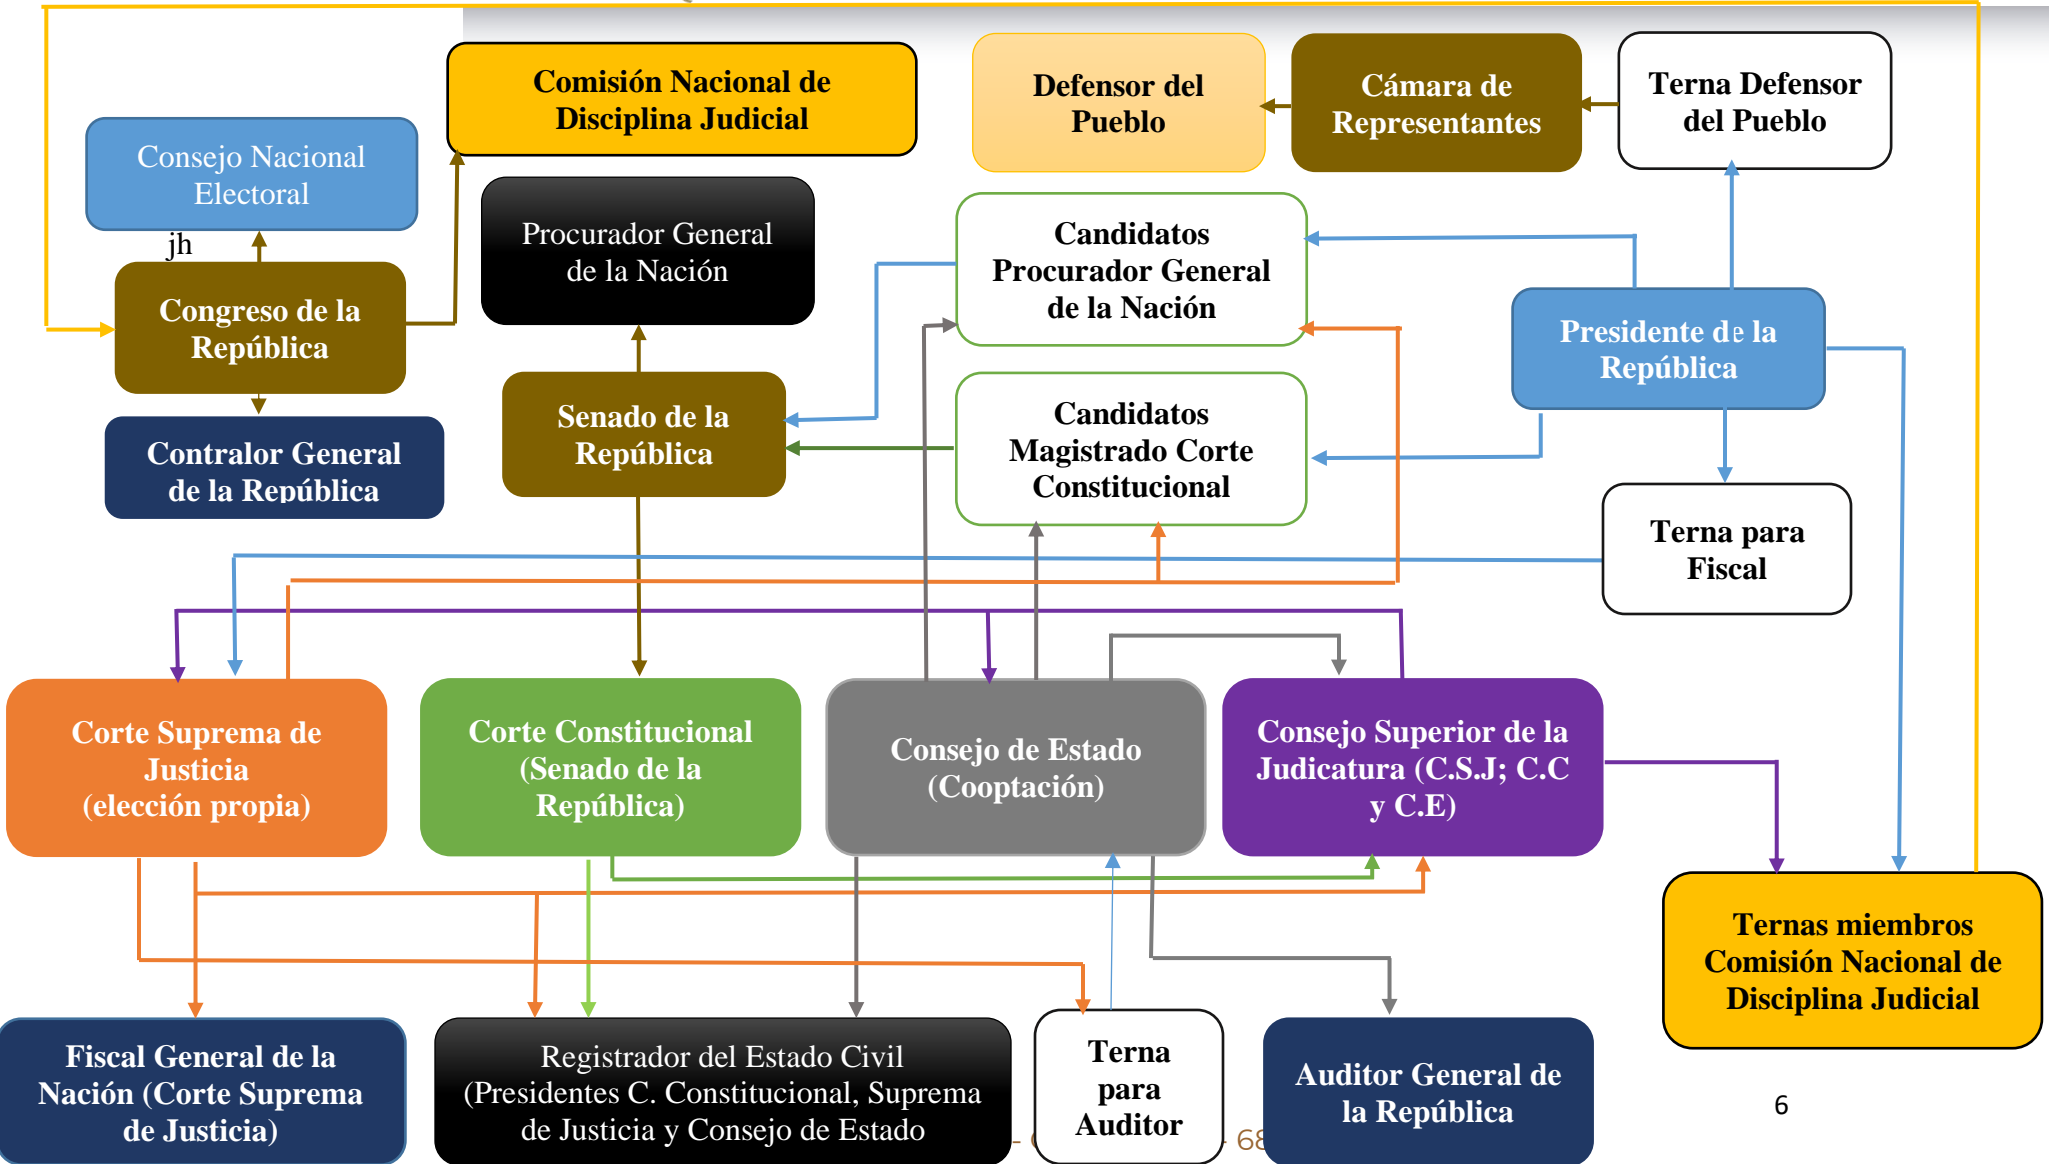 Comisión Nacional de
Disciplina Judicial
Defensor del
Pueblo
Cámara de
Representantes
Terna Defensor
del Pueblo
Consejo Nacional
Electoral
jh
Procurador General
de la Nación
Candidatos
Procurador General
de la Nación
Congreso de la
República
Presidente de la
República
Senado de la
República
Candidatos
Magistrado Corte
Constitucional
Contralor General
de la República
Terna para
Fiscal
Corte Suprema de
Justicia
(elección propia)
Corte Constitucional
(Senado de la
República)
Consejo de Estado
(Cooptación)
Consejo Superior de la
Judicatura (C.S.J; C.C
y C.E)
Ternas miembros
Comisión Nacional de
Disciplina Judicial
Fiscal General de la
Nación (Corte Suprema
de Justicia)
Registrador del Estado Civil
(Presidentes C. Constitucional, Suprema
de Justicia y Consejo de Estado
Terna
para
Auditor
Auditor General de
la República
6